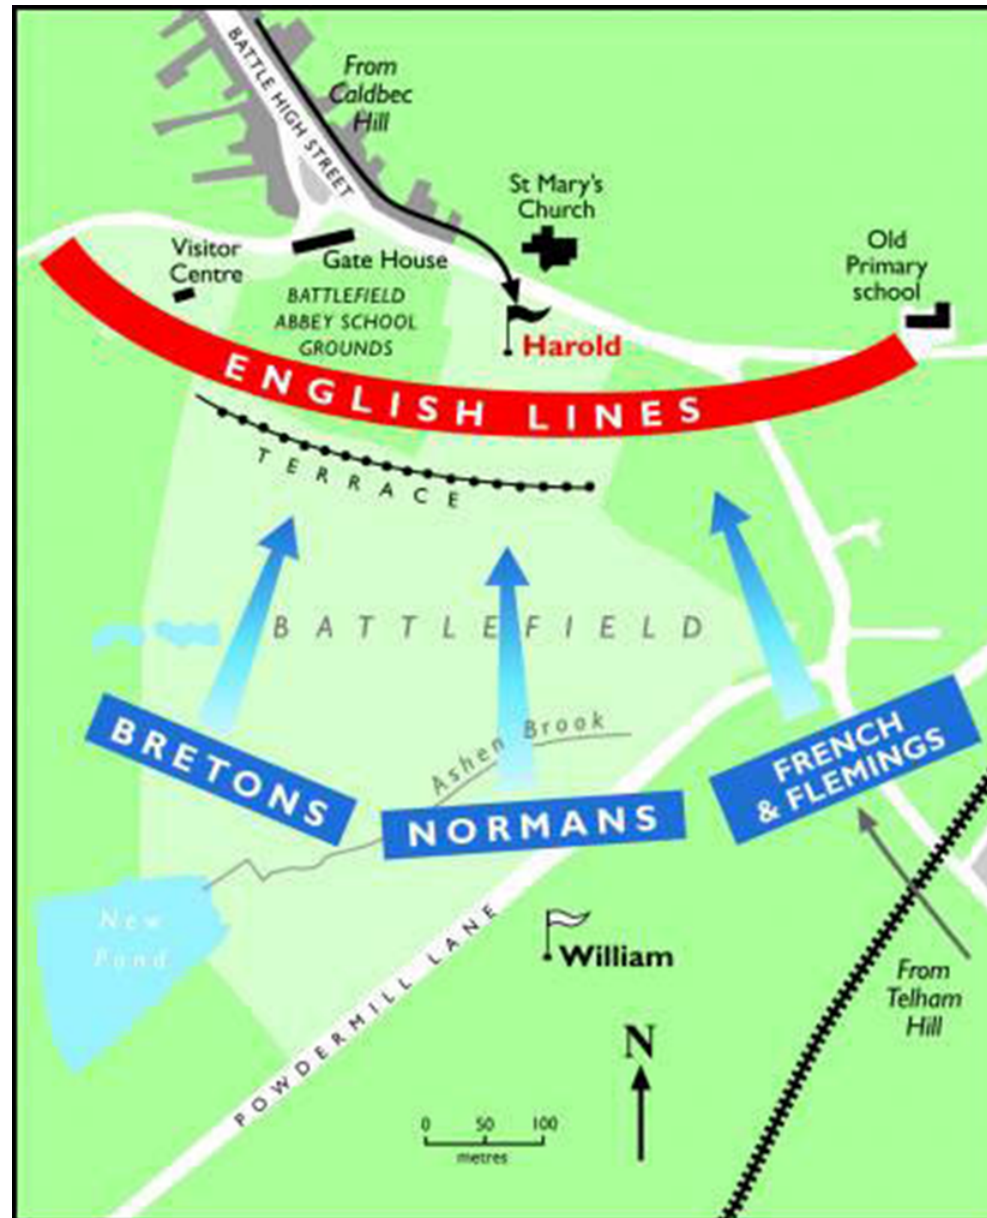 BATTLE HIGH STREET
From
Caldbec
Hill
St Mary's
Church
Visitor
Centre
Gate House
Old
Primary
school
BATTLEFIELD
ABBEY SCHOOL
GROUNDS
Harold
ENGLISH LINES
TERRACE
BATTLEFIELD
BRETONS
Ashen Brook
NORMANS
FRENCH
& FLEMINGS
New
Pond
POWDERMILL LANE
William
From
Telham
Hill
N
0 50 100
metres